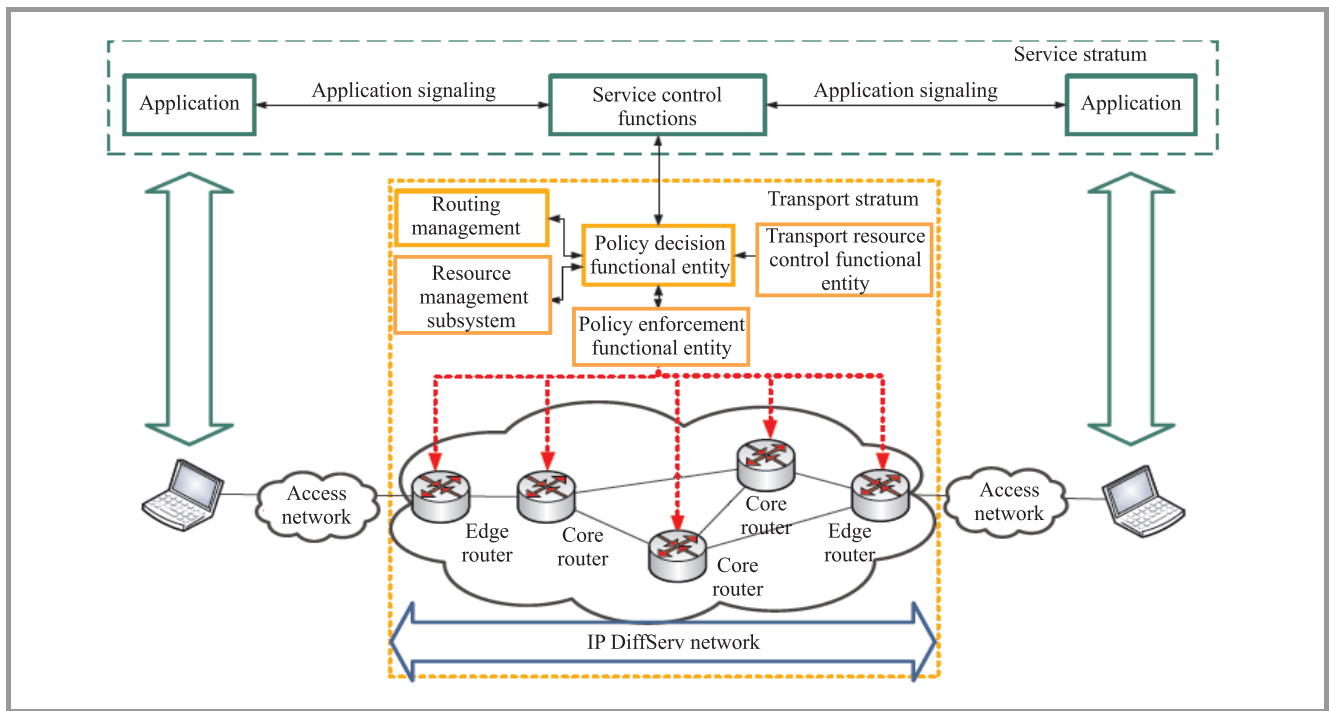 Service stratum
Application
Application signaling
Service control
functions
Application signaling
Application
Transport stratum
Routing
management
Policy decision
functional entity
Transport resource
control functional
entity
Resource
management
subsystem
Policy enforcement
functional entity
Access
network
Edge
router
Core
router
Core
router
Core
router
Edge
router
Access
network
IP DiffServ network